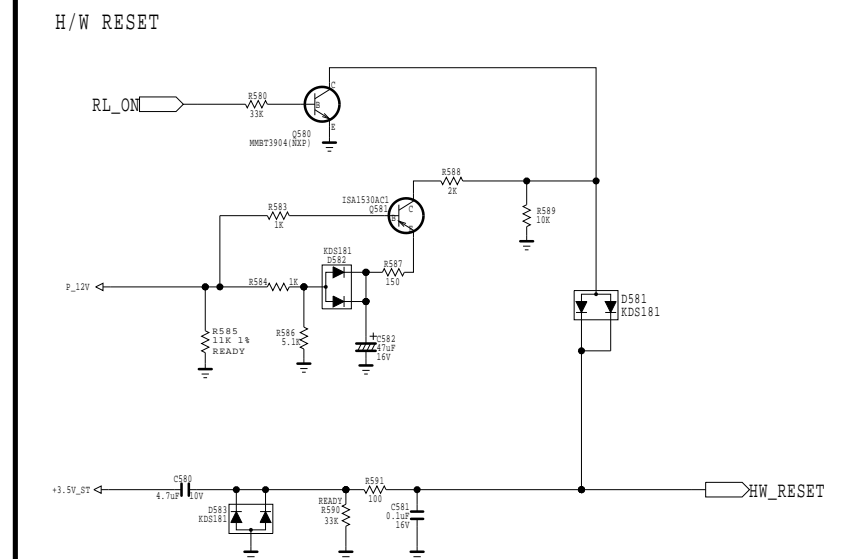 H/W RESET
RL_ON
R580
33K
C
B
E
Q580
MMBT3904(NXP)
R588
2K
ISA1530AC1
Q581
C
B
R583
1K
R589
10K
KDS181
D582
R587
150
P_12V
R584
1K
D581
KDS181
R585
11K 1%
READY
R586
5.1K
C582
47uF
16V
+3.5V_ST
C580
4.7uF
10V
R591
100
READY
R590
33K
C581
0.1uF
16V
D583
KDS181
HW_RESET